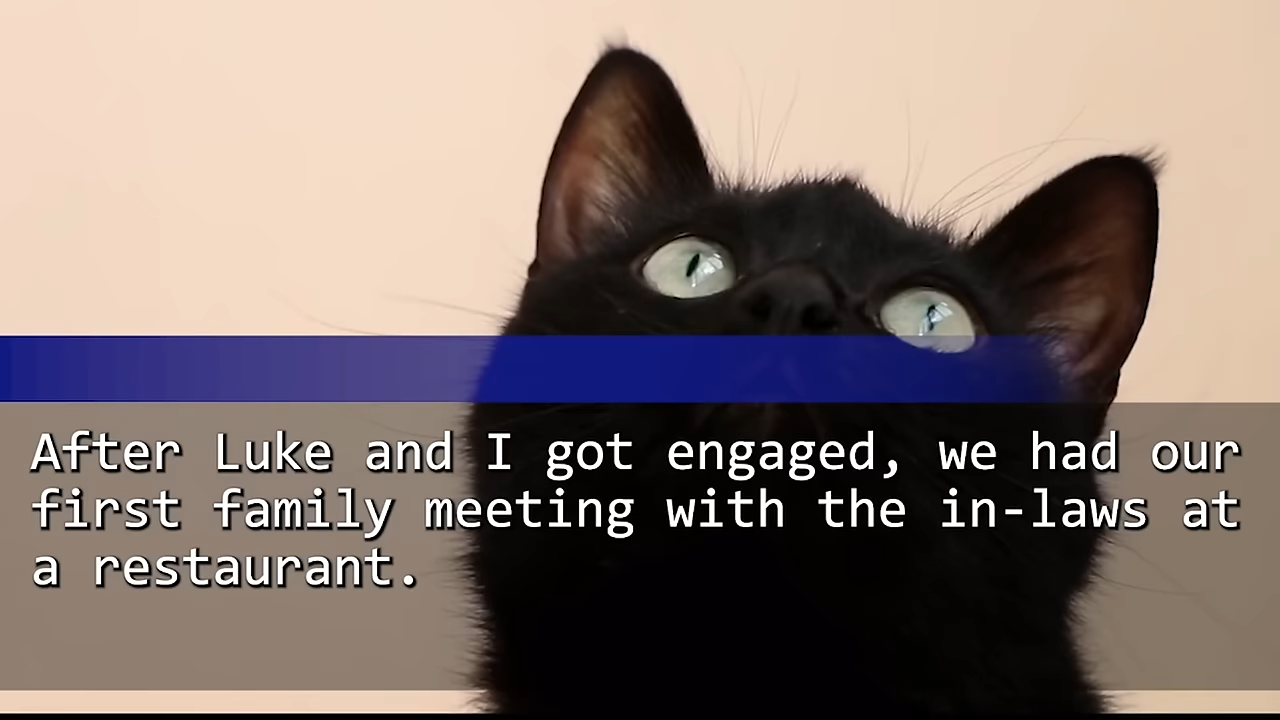 After Luke and I got engaged, we had our
first family meeting with the in-laws at
a restaurant.